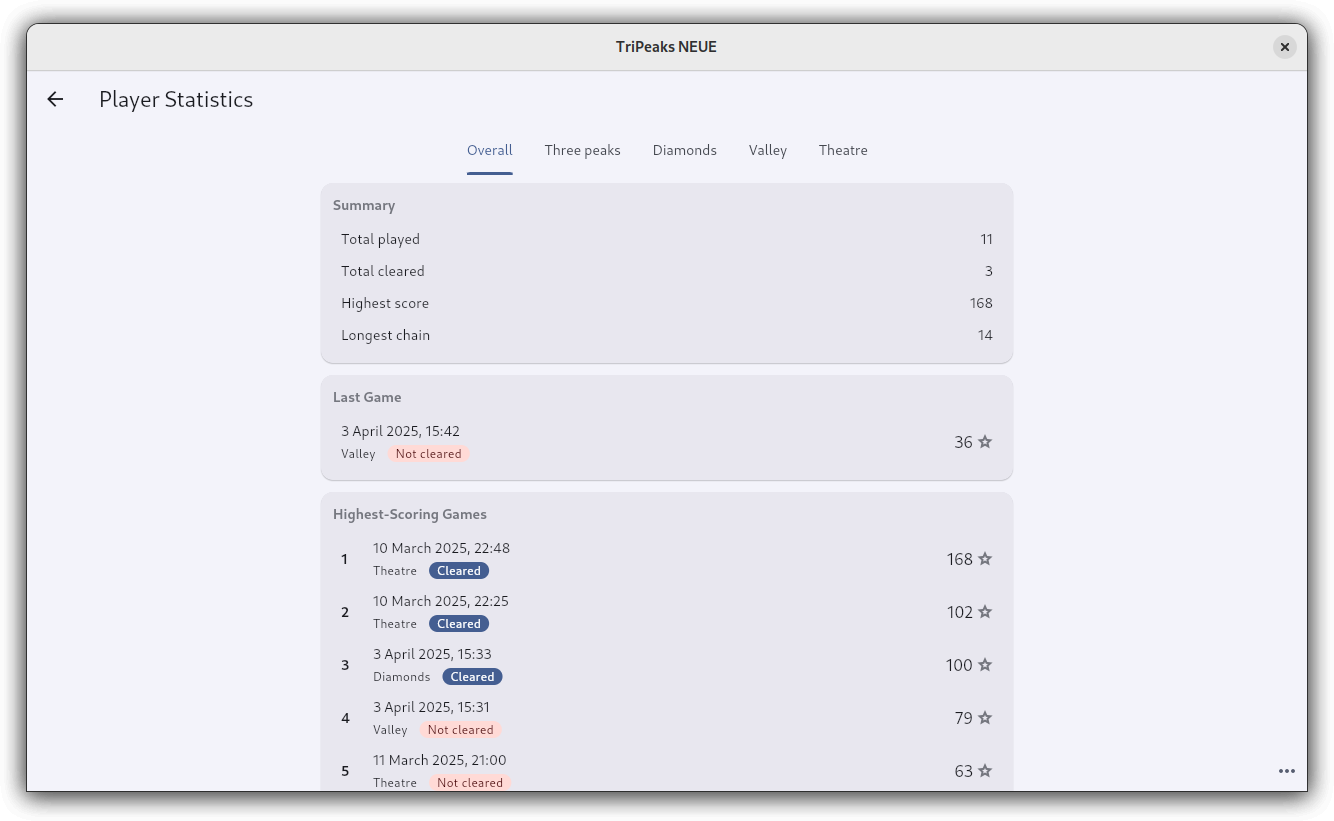 TriPeaks NEUE
Player Statistics
Overall Three peaks Diamonds Valley Theatre
Summary
Total played 11
Total cleared 3
Highest score 168
Longest chain 14
Last Game
3 April 2025, 15:42
Valley Not cleared 36
Highest-Scoring Games
1 10 March 2025, 22:48 168
Theatre Cleared
2 10 March 2025, 22:25 102
Theatre Cleared
3 3 April 2025, 15:33 100
Diamonds Cleared
4 3 April 2025, 15:31 79
Valley Not cleared
5 11 March 2025, 21:00 63
Theatre Not cleared